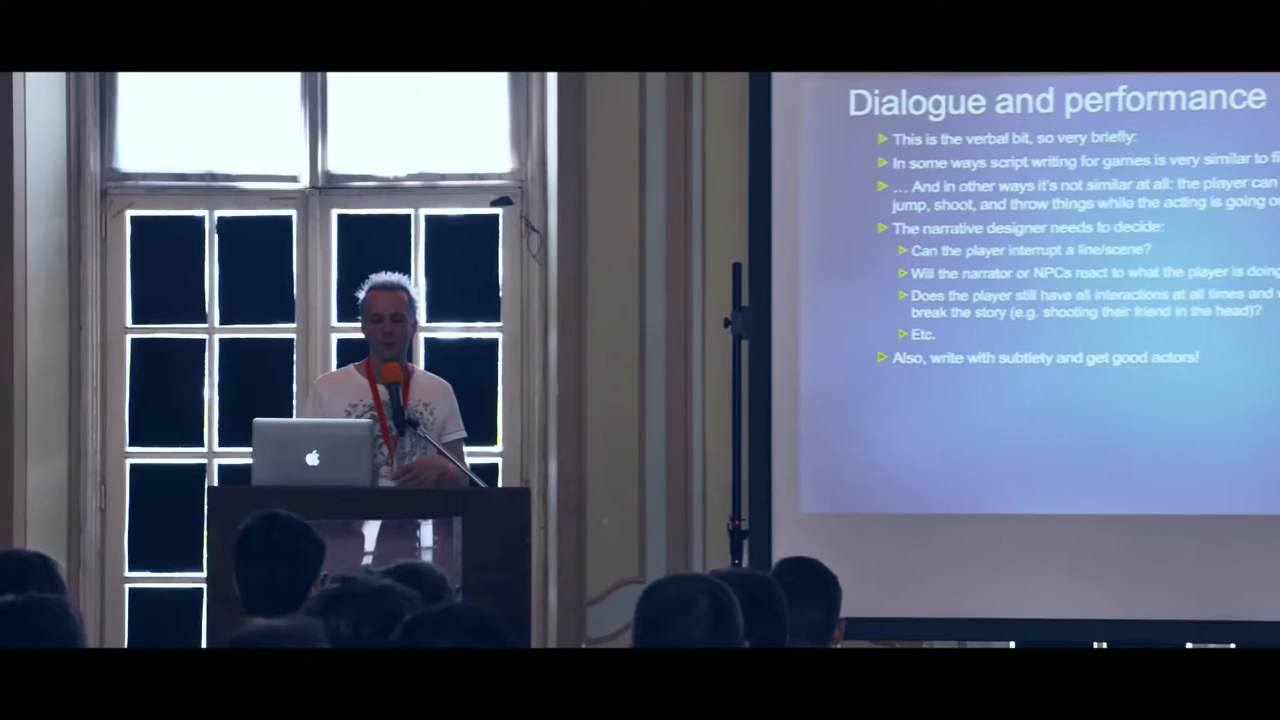 Dialogue and performance
This is the verbal bit, so very briefly:
In some ways script writing for games is very similar to fi
... And in other ways it's not similar at all: the player can
jump, shoot, and throw things while the acting is going o
The narrative designer needs to decide:
Can the player interrupt a line/scene?
Will the narrator or NPCs react to what the player is doing
Does the player still have all interactions at all times and
break the story (e.g. shooting their friend in the head)?
Etc.
Also, write with subtlety and get good actors!